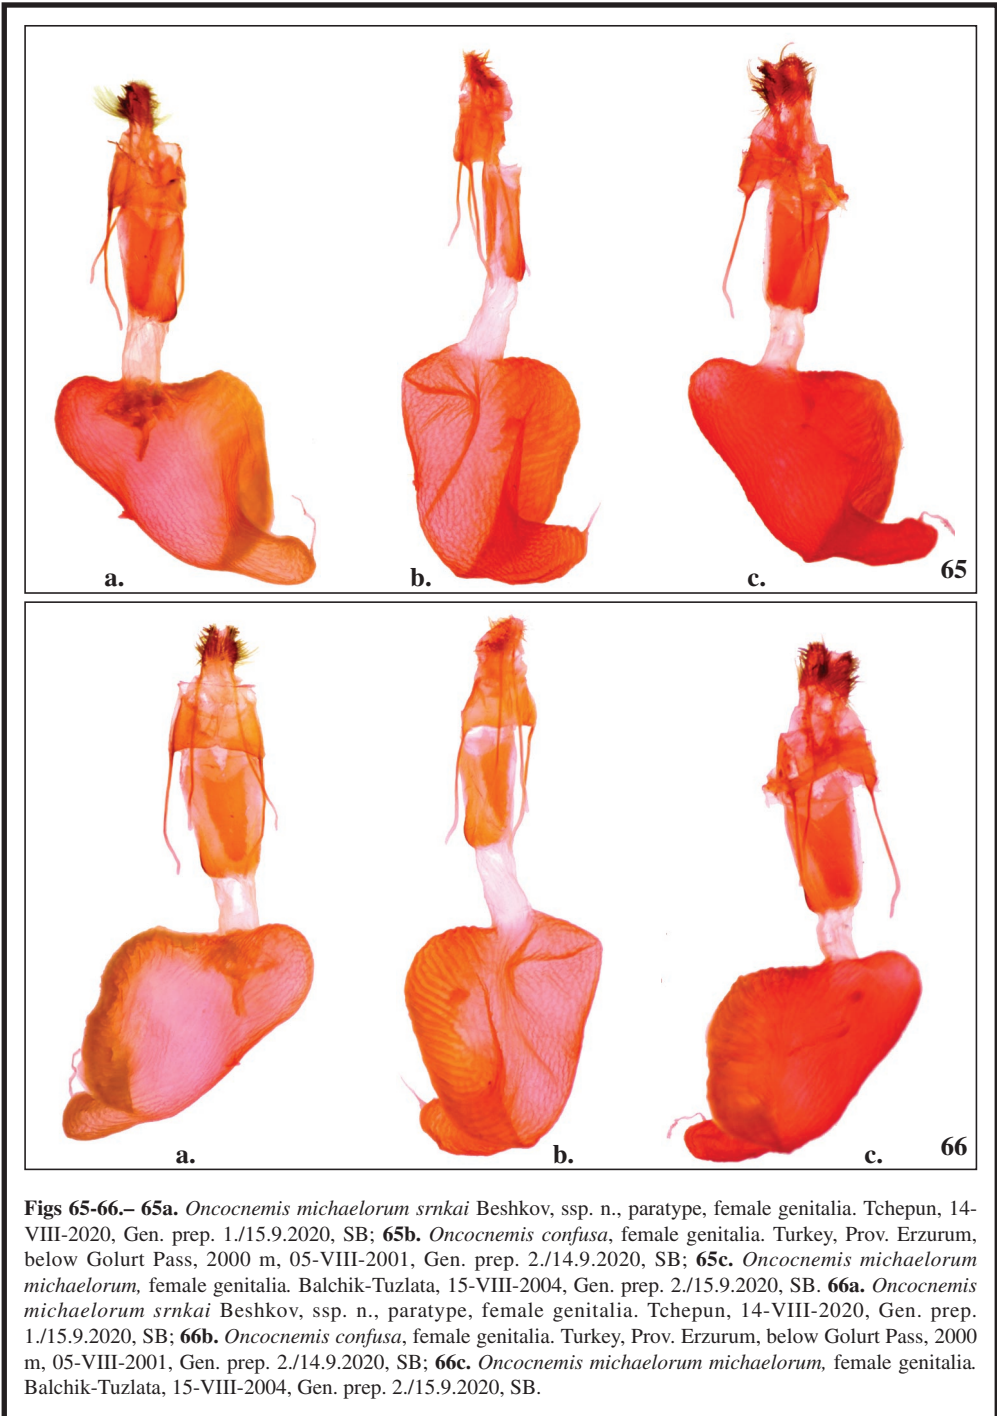 a.
b.
c.
65
a.
b.
c.
66
Figs 65-66.– 65a. Oncocnemis michaelorum srnkai Beshkov, ssp. n., paratype, female genitalia. Tchepun, 14-
VIII-2020, Gen. prep. 1./15.9.2020, SB; 65b. Oncocnemis confusa, female genitalia. Turkey, Prov. Erzurum,
below Golurt Pass, 2000 m, 05-VIII-2001, Gen. prep. 2./14.9.2020, SB; 65c. Oncocnemis michaelorum
michaelorum, female genitalia. Balchik-Tuzlata, 15-VIII-2004, Gen. prep. 2./15.9.2020, SB. 66a. Oncocnemis
michaelorum srnkai Beshkov, ssp. n., paratype, female genitalia. Tchepun, 14-VIII-2020, Gen. prep.
1./15.9.2020, SB; 66b. Oncocnemis confusa, female genitalia. Turkey, Prov. Erzurum, below Golurt Pass, 2000
m, 05-VIII-2001, Gen. prep. 2./14.9.2020, SB; 66c. Oncocnemis michaelorum michaelorum, female genitalia.
Balchik-Tuzlata, 15-VIII-2004, Gen. prep. 2./15.9.2020, SB.